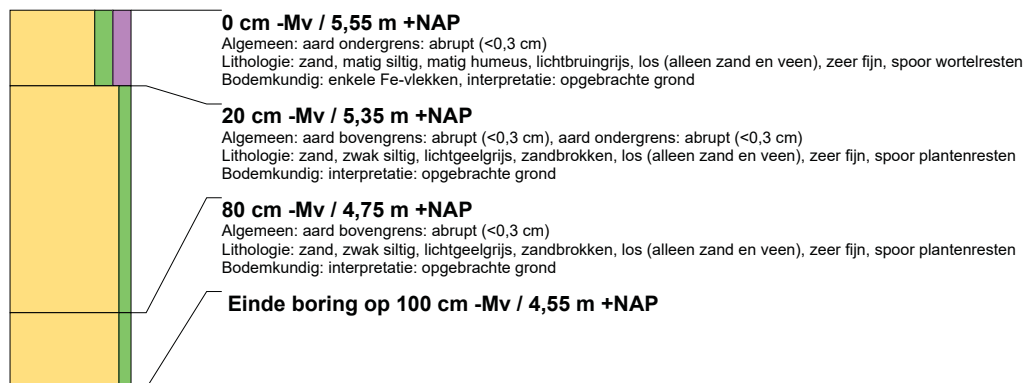 0 cm -Mv / 5,55 m +NAP
Algemeen: aard ondergrens: abrupt (<0,3 cm)
Lithologie: zand, matig siltig, matig humeus, lichtbruingrijs, los (alleen zand en veen), zeer fijn, spoor wortelresten
Bodemkundig: enkele Fe-vlekken, interpretatie: opgebrachte grond
20 cm -Mv / 5,35 m +NAP
Algemeen: aard bovengrens: abrupt (<0,3 cm), aard ondergrens: abrupt (<0,3 cm)
Lithologie: zand, zwak siltig, lichtgeelgrijs, zandbrokken, los (alleen zand en veen), zeer fijn, spoor plantenresten
Bodemkundig: interpretatie: opgebrachte grond
80 cm -Mv / 4,75 m +NAP
Algemeen: aard bovengrens: abrupt (<0,3 cm)
Lithologie: zand, zwak siltig, lichtgeelgrijs, zandbrokken, los (alleen zand en veen), zeer fijn, spoor plantenresten
Bodemkundig: interpretatie: opgebrachte grond
Einde boring op 100 cm -Mv / 4,55 m +NAP